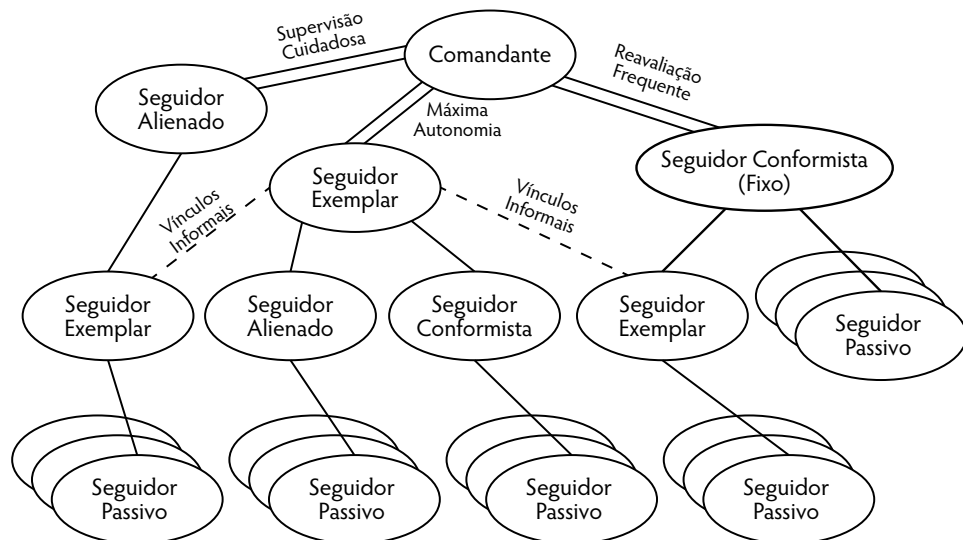 Supervisão
Cuidadosa
Comandante
Reavaliação
Frequente
Seguidor
Alienado
Máxima
Autonomia
Seguidor
Exemplar
Seguidor Conformista
(Fixo)
Vínculos
Informais
Vínculos
Informais
Seguidor
Exemplar
Seguidor
Alienado
Seguidor
Conformista
Seguidor
Exemplar
Seguidor
Passivo
Seguidor
Passivo
Seguidor
Passivo
Seguidor
Passivo
Seguidor
Passivo